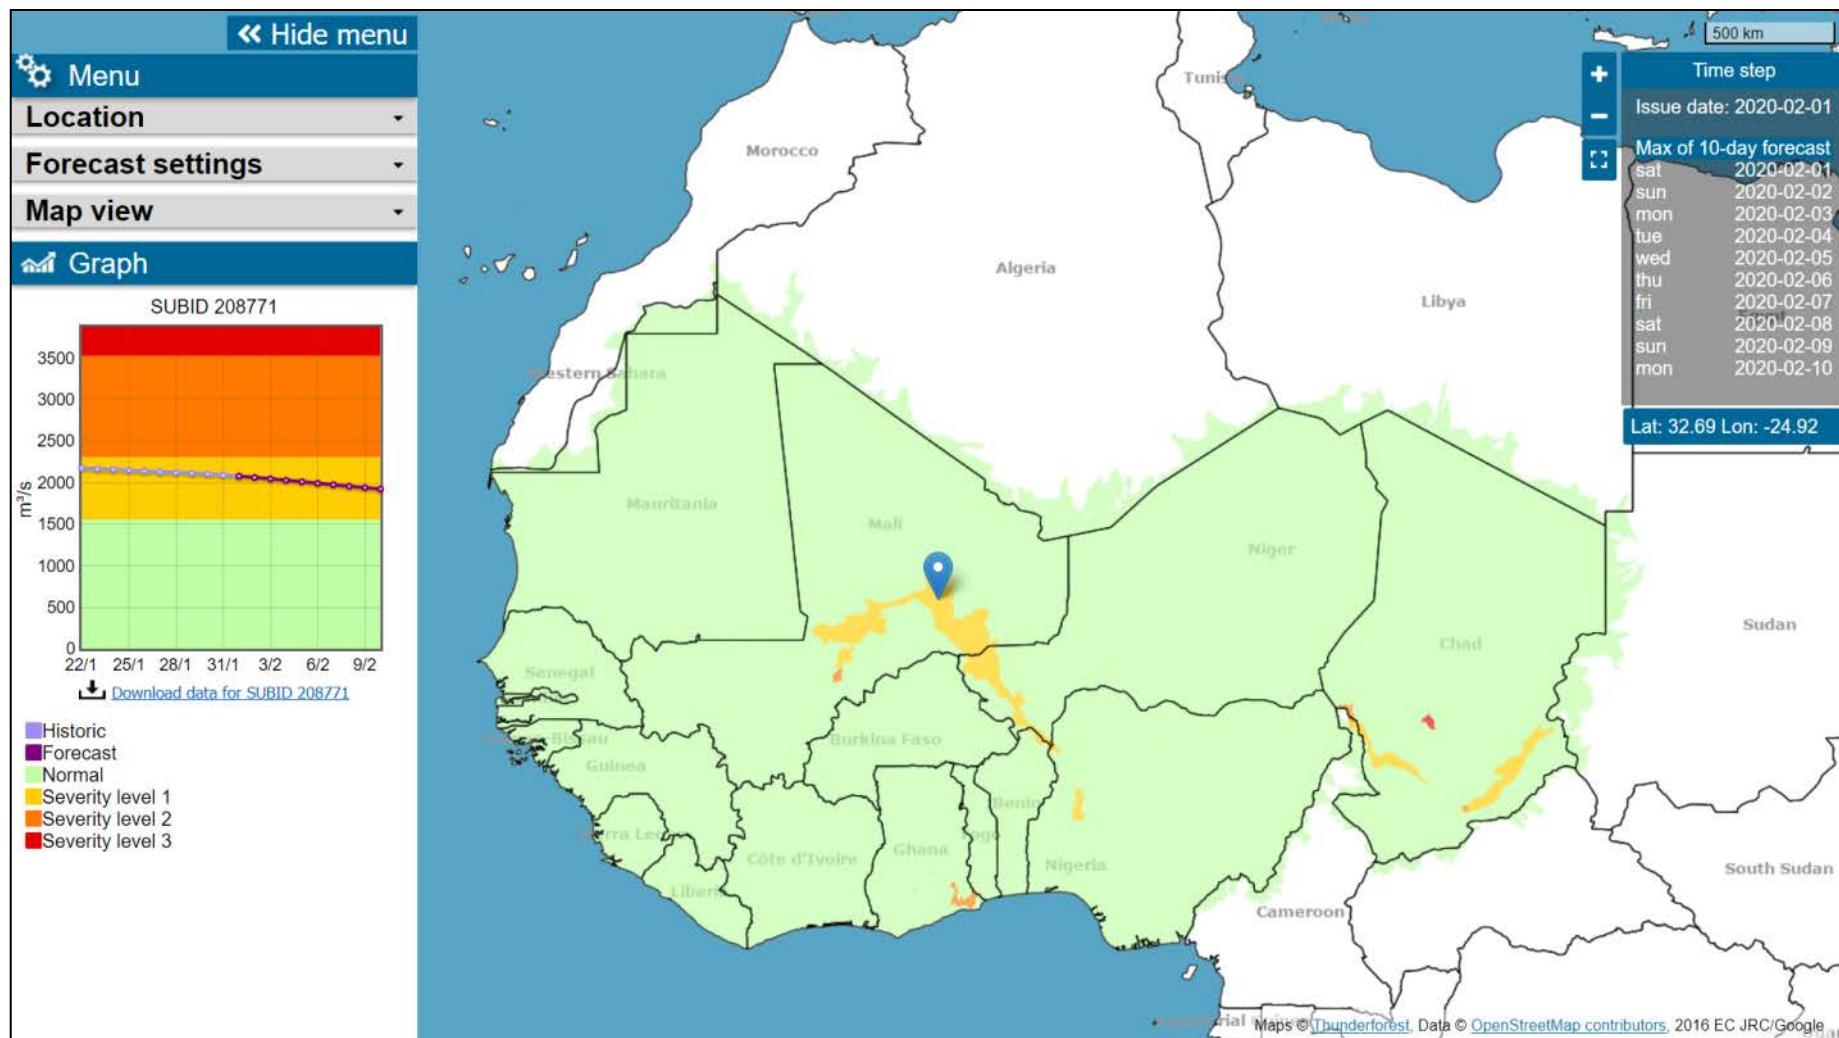 Hide menu
Menu
Location
Forecast settings
Map view
Graph
SUBID 208771
3500
3000
2500
2000
1500
1000
500
0
m³/s
22/1 25/1 28/1 31/1 3/2 6/2 9/2
Download data for SUBID 208771
Historic
Forecast
Normal
Severity level 1
Severity level 2
Severity level 3
500 km
Time step
Issue date: 2020-02-01
Max of 10-day forecast
sat 2020-02-01
sun 2020-02-02
mon 2020-02-03
tue 2020-02-04
wed 2020-02-05
thu 2020-02-06
fri 2020-02-07
sat 2020-02-08
sun 2020-02-09
mon 2020-02-10
Lat: 32.69 Lon: -24.92
Morocco
Algeria
Libya
Western Sahara
Mauritania
Mali
Niger
Chad
Sudan
Senegal
Burkina Faso
Guinea
Benin
Togo
Ghana
Côte d'Ivoire
Nigeria
Liberia
South Sudan
Cameroon
Maps © Thunderforest, Data © OpenStreetMap contributors, 2016 EC JRC/Google